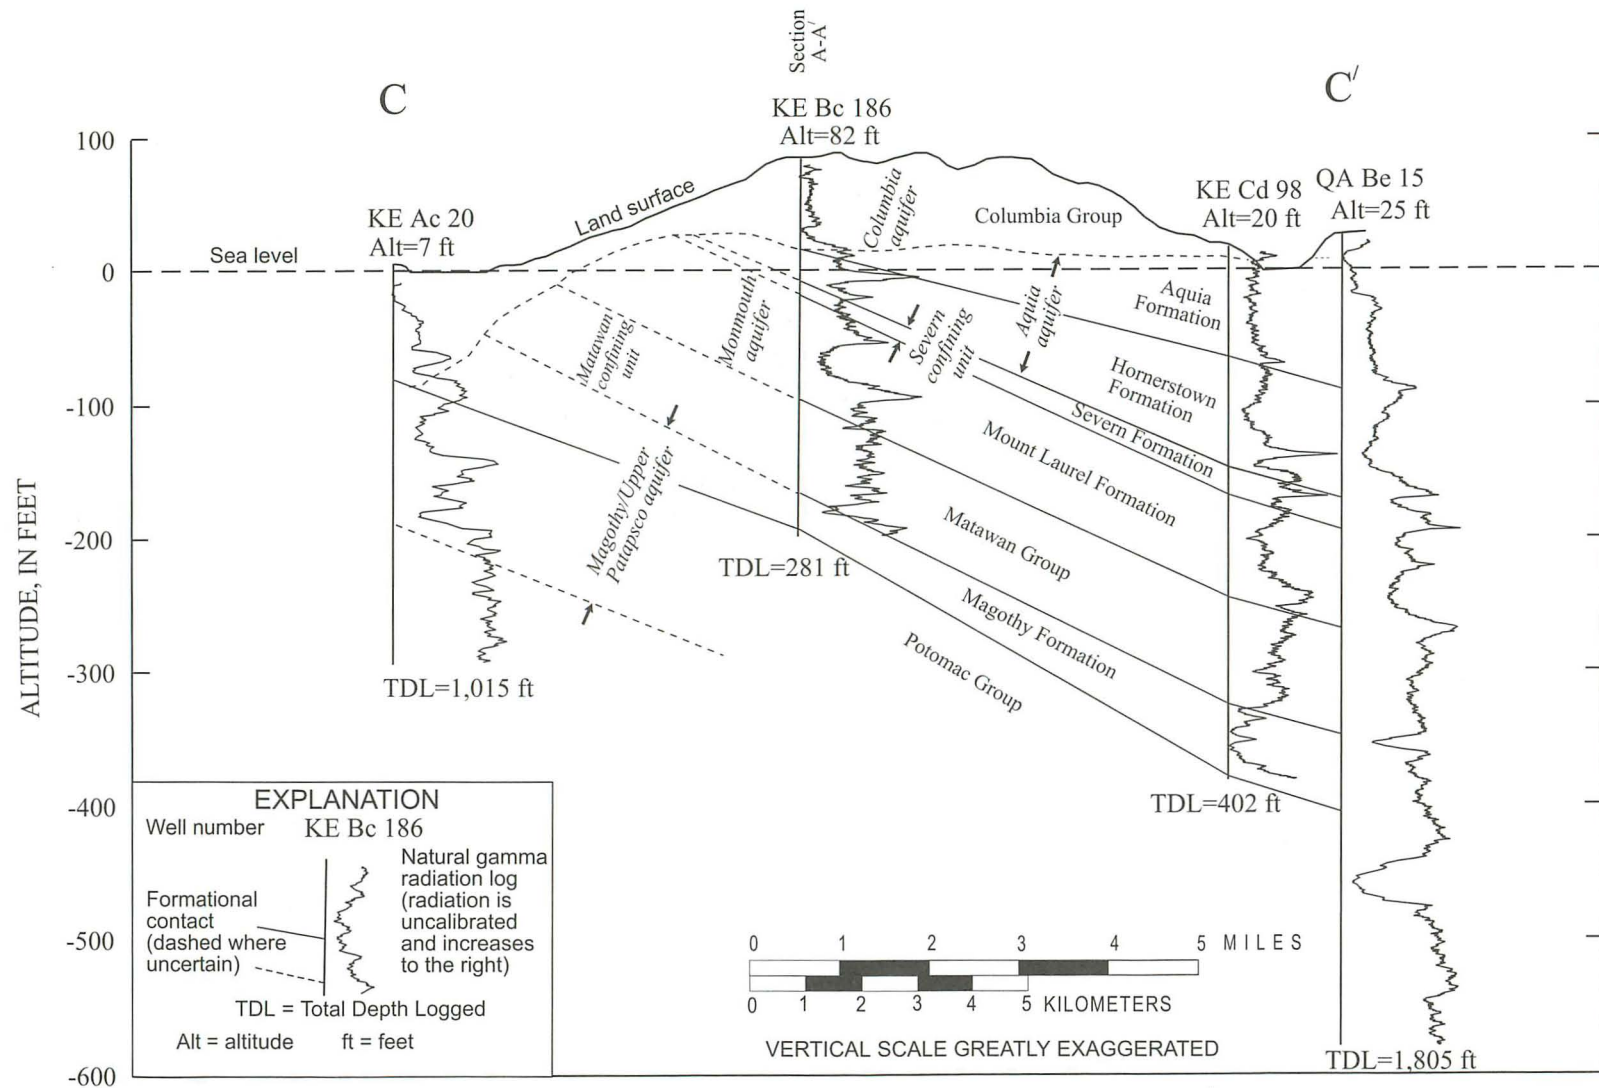 Section
A-A'
C
C'
KE Bc 186
Alt=82 ft
KE Cd 98
Alt=20 ft
QA Be 15
Alt=25 ft
KE Ac 20
Alt=7 ft
Land surface
Sea level
Columbia
aquifer
Columbia Group
Aquia
Formation
Aquia
aquifer
Severn
confining
unit
Monmouth
aquifer
Matawan
confining
unit
Hornerstown
Formation
Severn Formation
Mount Laurel Formation
Magothy/Upper
Patapsco aquifer
Matawan Group
Magothy Formation
Potomac Group
TDL=281 ft
TDL=1,015 ft
TDL=402 ft
TDL=1,805 ft
ALTITUDE, IN FEET
100
0
-100
-200
-300
-400
-500
-600
EXPLANATION
Well number KE Bc 186
Formational
contact
(dashed where
uncertain)
Natural gamma
radiation log
(radiation is
uncalibrated
and increases
to the right)
TDL = Total Depth Logged
Alt = altitude ft = feet
0 1 2 3 4 5 MILES
0 1 2 3 4 5 KILOMETERS
VERTICAL SCALE GREATLY EXAGGERATED